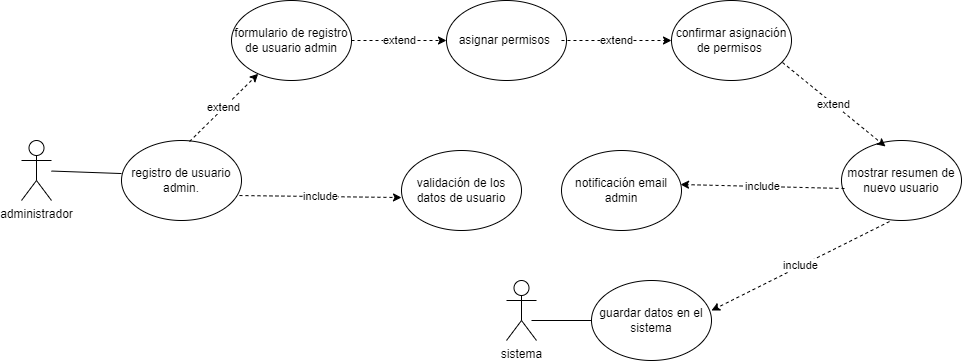 formulario de registro
de usuario admin
extend
asignar permisos
extend
confirmar asignación
de permisos
extend
extend
administrador
registro de usuario
admin.
include
validación de los
datos de usuario
notificación email
admin
include
mostrar resumen de
nuevo usuario
include
sistema
guardar datos en el
sistema